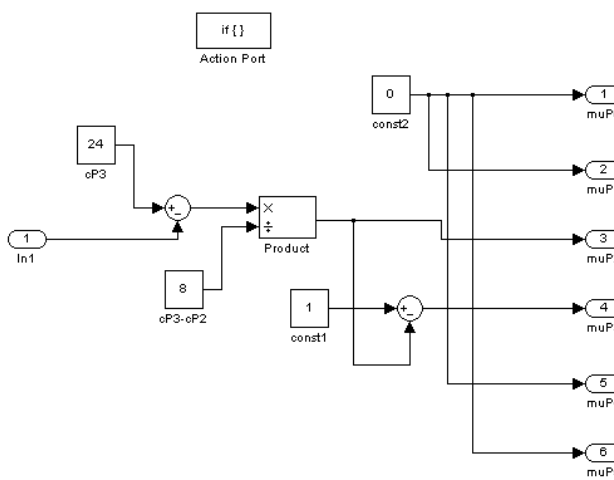 if { }
Action Port
0
const2
1
muP
24
cP3
2
muP
+
-
×
÷
Product
1
In1
3
muP
8
cP3-cP2
1
const1
+
-
4
muP
5
muP
6
muP